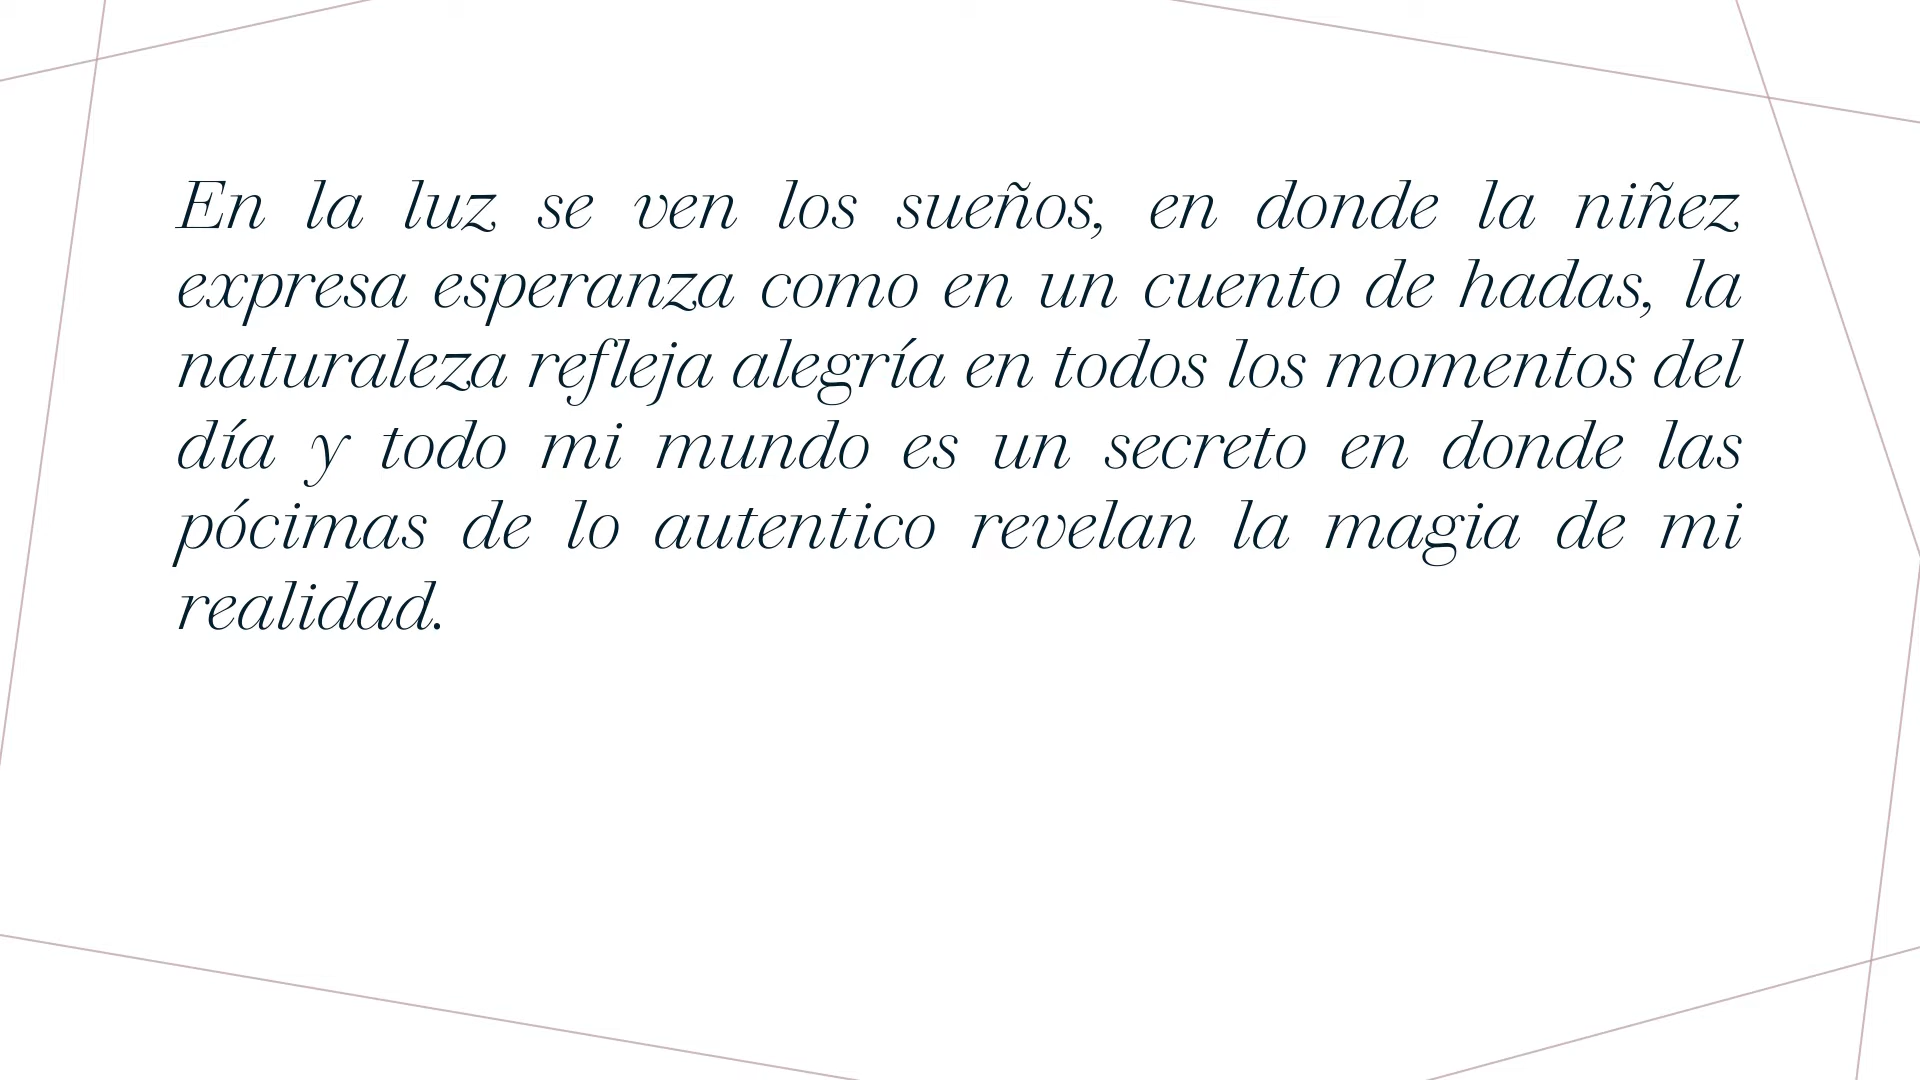 En la luz se ven los sueños, en donde la niñez
expresa esperanza como en un cuento de hadas, la
naturaleza refleja alegría en todos los momentos del
día y todo mi mundo es un secreto en donde las
pócimas de lo autentico revelan la magia de mi
realidad.